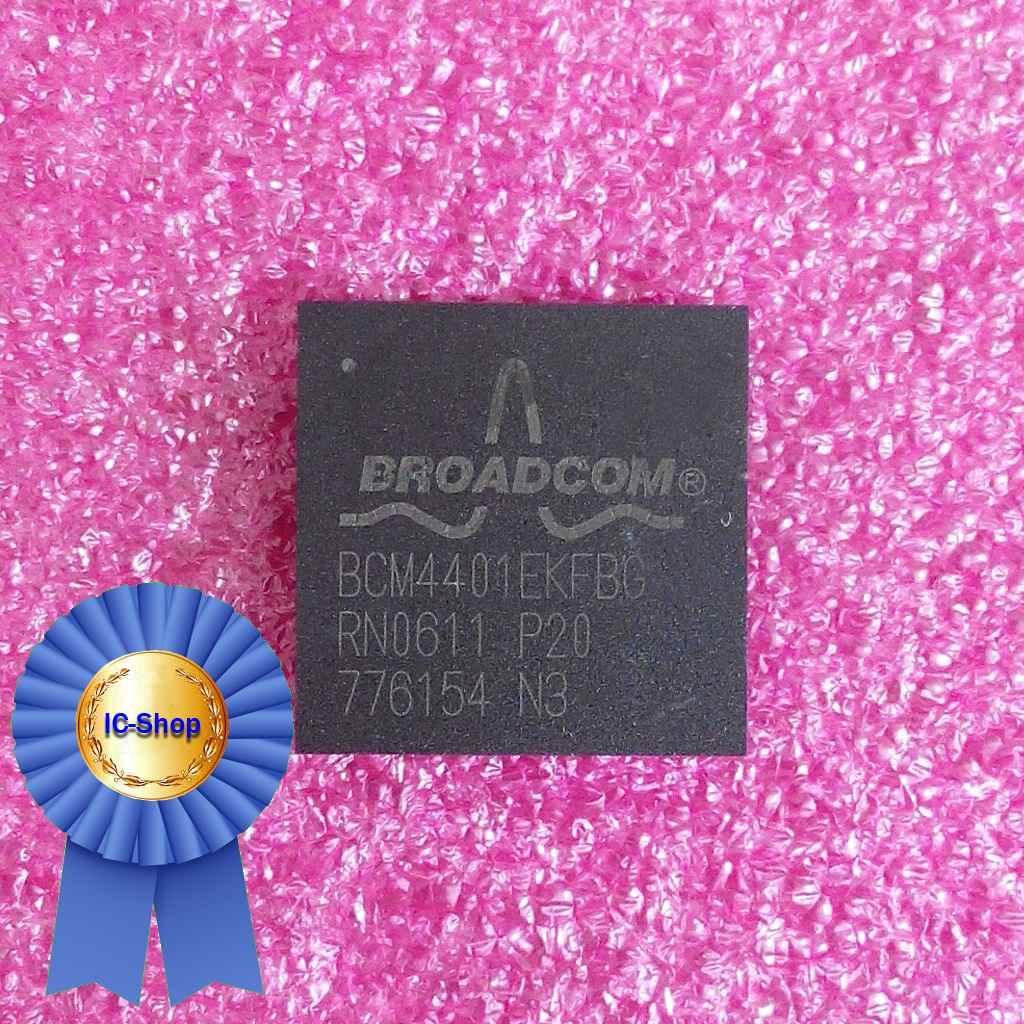 BROADCOM®
BCM4401EKFBG
RN0611 P20
776154 N3
IC-Shop